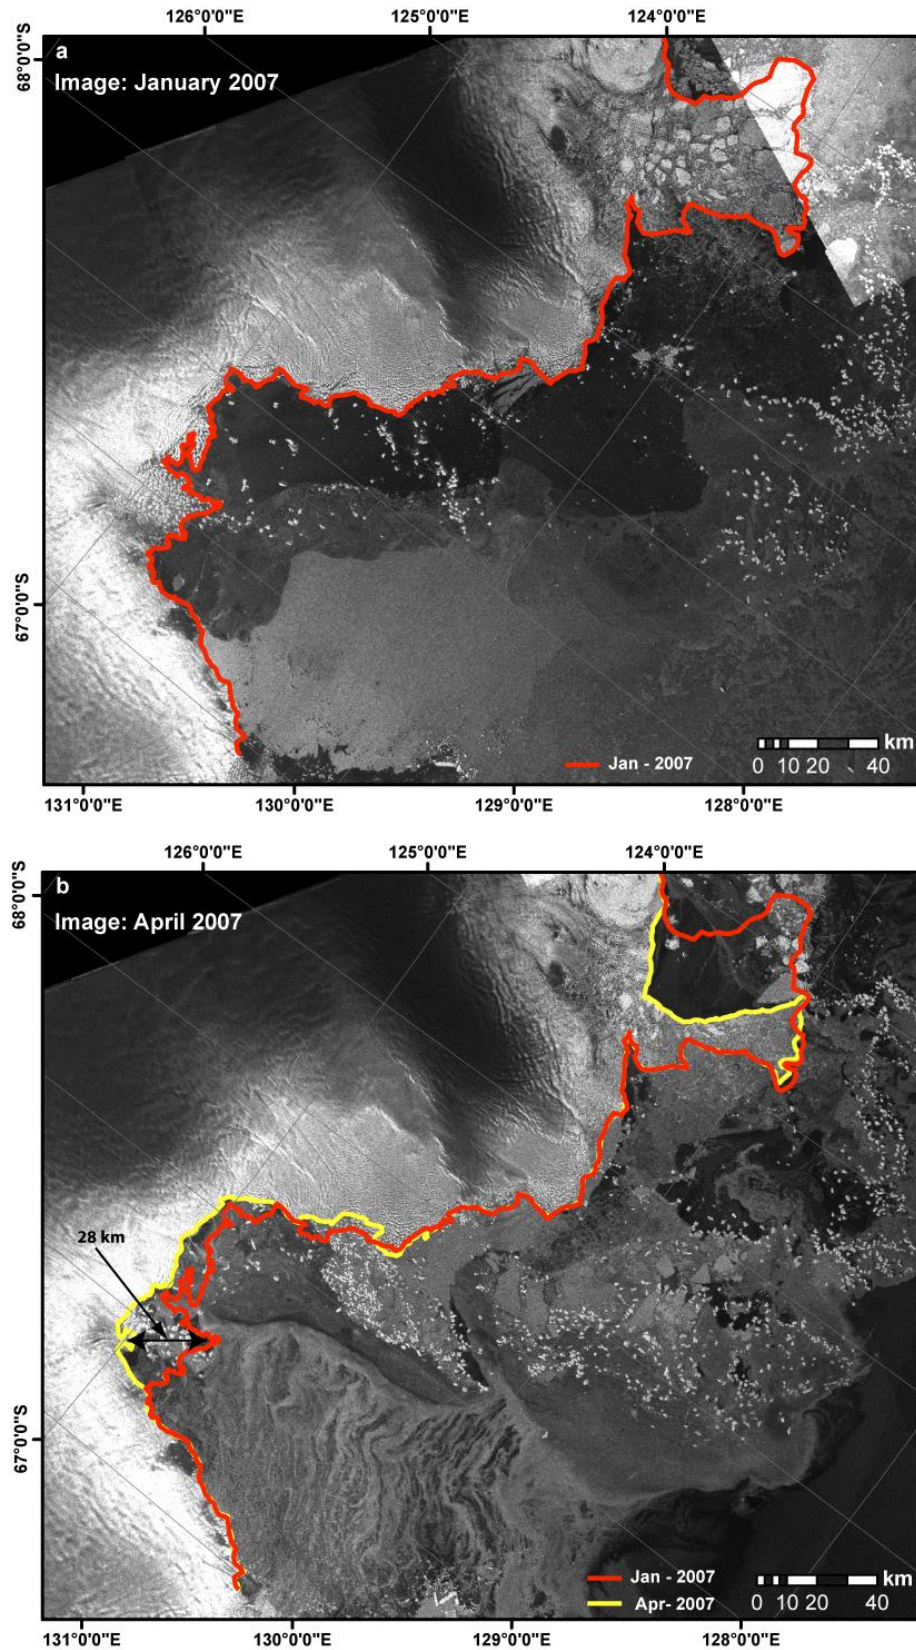 126°0'0"E 125°0'0"E 124°0'0"E
a
68°0'0"S
Image: January 2007
67°0'0"S
km
Jan - 2007
0 10 20 40
131°0'0"E 130°0'0"E 129°0'0"E 128°0'0"E
126°0'0"E 125°0'0"E 124°0'0"E
b
68°0'0"S
Image: April 2007
28 km
67°0'0"S
Jan - 2007 km
Apr- 2007 0 10 20 40
131°0'0"E 130°0'0"E 129°0'0"E 128°0'0"E